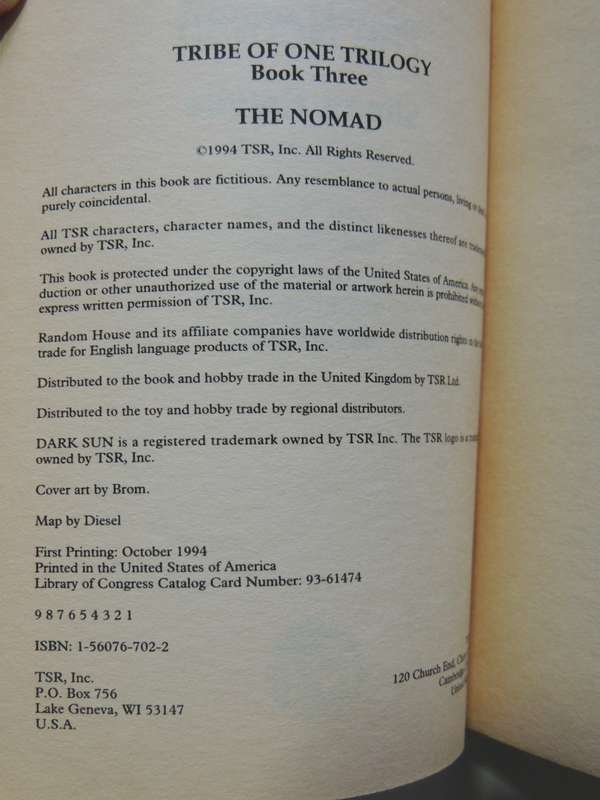 TRIBE OF ONE TRILOGY
Book Three
THE NOMAD
©1994 TSR, Inc. All Rights Reserved.
All characters in this book are fictitious. Any resemblance to actual persons, living or
purely coincidental.
All TSR characters, character names, and the distinct likenesses thereof are
owned by TSR, Inc.
This book is protected under the copyright laws of the United States of America. Any
duction or other unauthorized use of the material or artwork herein is prohibited without
express written permission of TSR, Inc.
Random House and its affiliate companies have worldwide distribution rights
trade for English language products of TSR, Inc.
Distributed to the book and hobby trade in the United Kingdom by TSR Ltd.
Distributed to the toy and hobby trade by regional distributors.
DARK SUN is a registered trademark owned by TSR Inc. The TSR logo is a
owned by TSR, Inc.
Cover art by Brom.
Map by Diesel
First Printing: October 1994
Printed in the United States of America
Library of Congress Catalog Card Number: 93-61474
9 8 7 6 5 4 3 2 1
ISBN: 1-56076-702-2
TSR, Inc.
P.O. Box 756
Lake Geneva, WI 53147
U.S.A.
120 Church End,